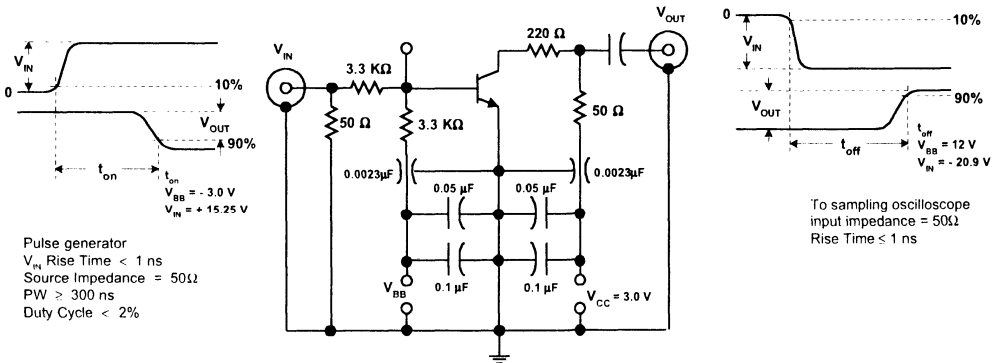 0
V_IN
10%
V_OUT
90%
t_on
t_on
V_BB = - 3.0 V
V_IN = + 15.25 V
Pulse generator
V_IN Rise Time < 1 ns
Source Impedance = 50Ω
PW ≥ 300 ns
Duty Cycle < 2%
V_IN
3.3 KΩ
50 Ω
3.3 KΩ
220 Ω
V_OUT
50 Ω
0.0023µF
0.0023µF
0.05 µF
0.05 µF
0.1 µF
0.1 µF
V_BB
V_CC = 3.0 V
0
V_IN
10%
V_OUT
90%
t_off
t_off
V_BB = 12 V
V_IN = - 20.9 V
To sampling oscilloscope
input impedance = 50Ω
Rise Time ≤ 1 ns